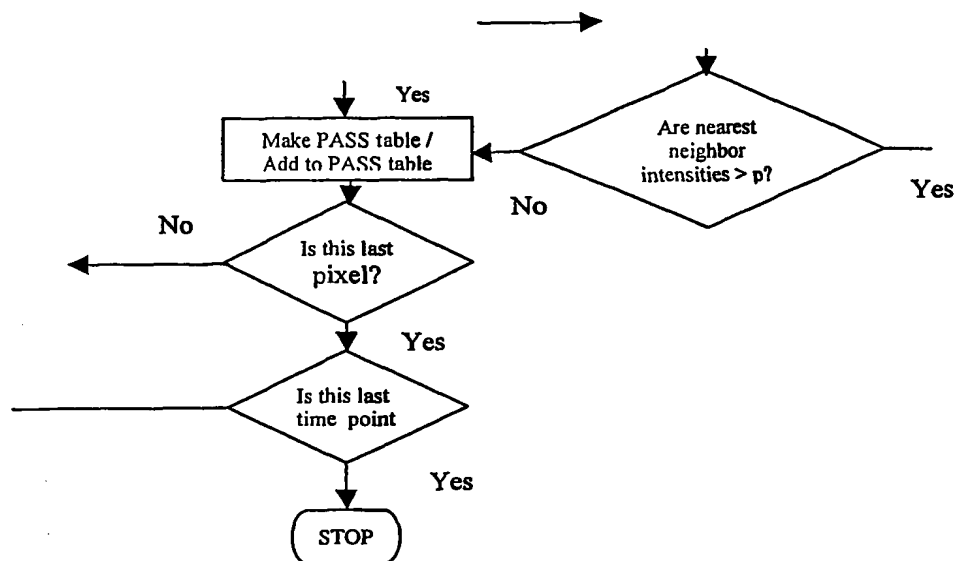 Yes
Make PASS table /
Add to PASS table
Are nearest
neighbor
intensities > p?
No
Yes
No
Is this last
pixel?
Yes
Is this last
time point
Yes
STOP